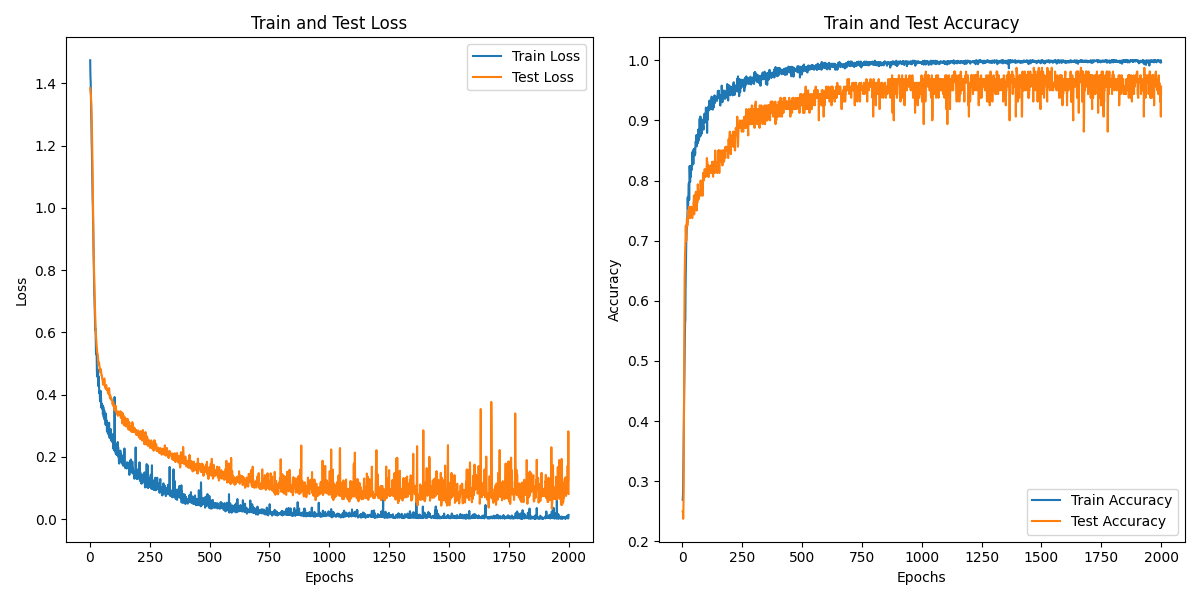 Train and Test Loss
Train Loss
Test Loss
1.4
1.2
1.0
0.8
0.6
0.4
0.2
0.0
Loss
0 250 500 750 1000 1250 1500 1750 2000
Epochs
Train and Test Accuracy
1.0
0.9
0.8
0.7
0.6
0.5
0.4
0.3
0.2
Accuracy
Train Accuracy
Test Accuracy
0 250 500 750 1000 1250 1500 1750 2000
Epochs